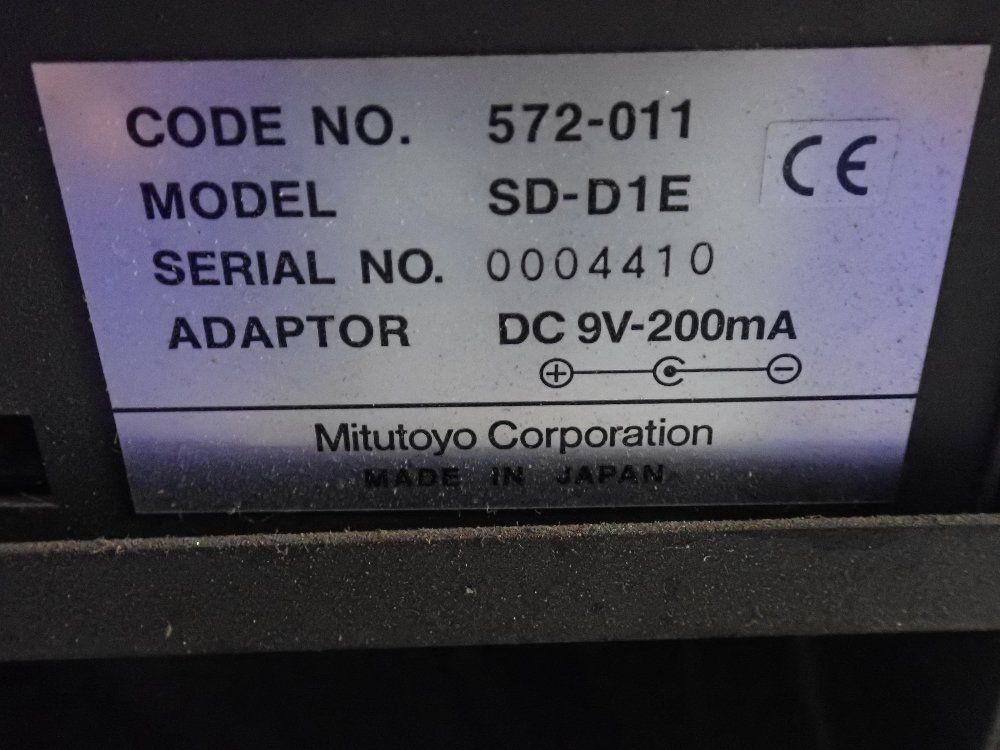 CODE NO. 572-011
CE
MODEL SD-D1E
SERIAL NO. 0004410
ADAPTOR DC 9V-200mA
Mitutoyo Corporation
MADE IN JAPAN